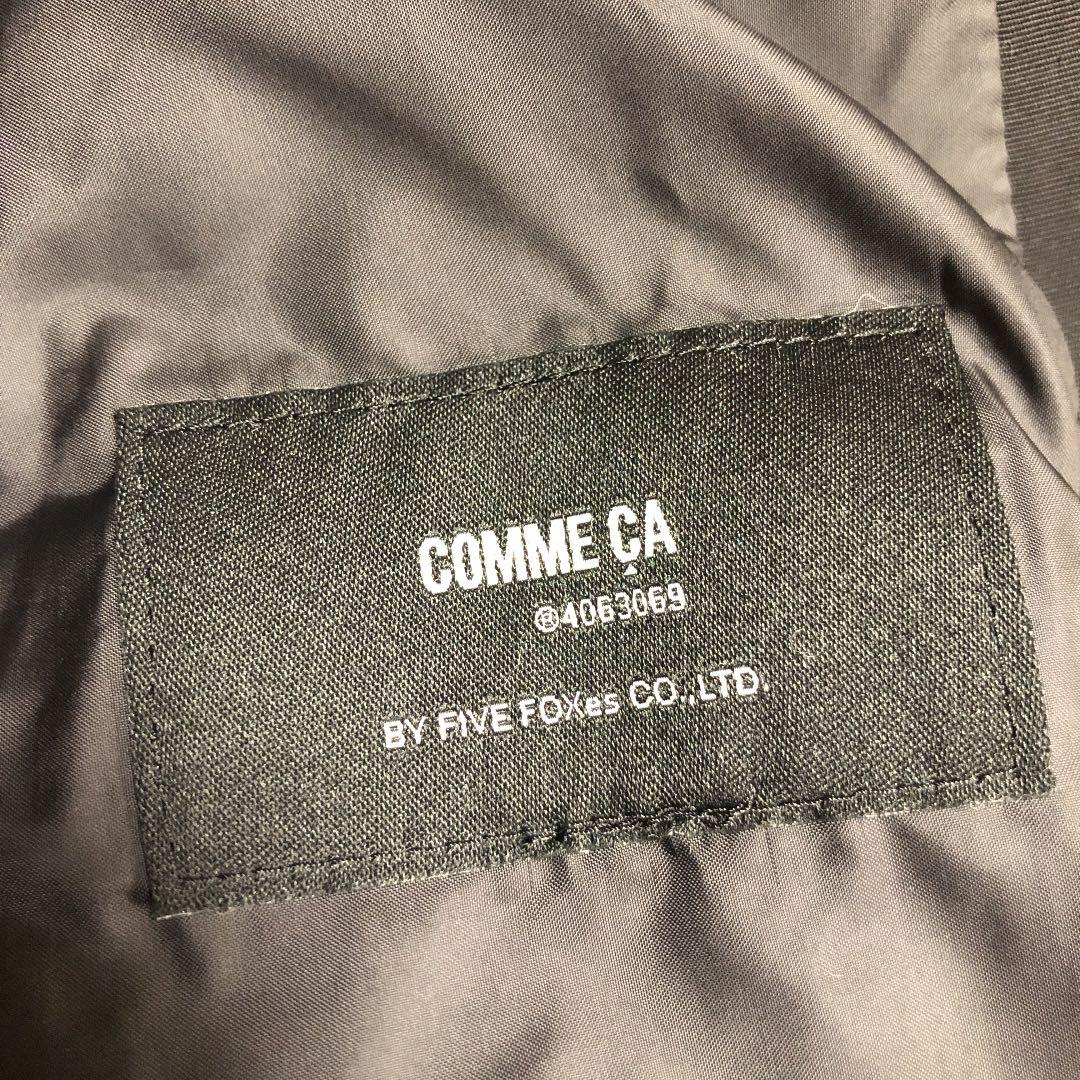 COMME ÇA
®4063069
BY FIVE FOXes CO.,LTD.